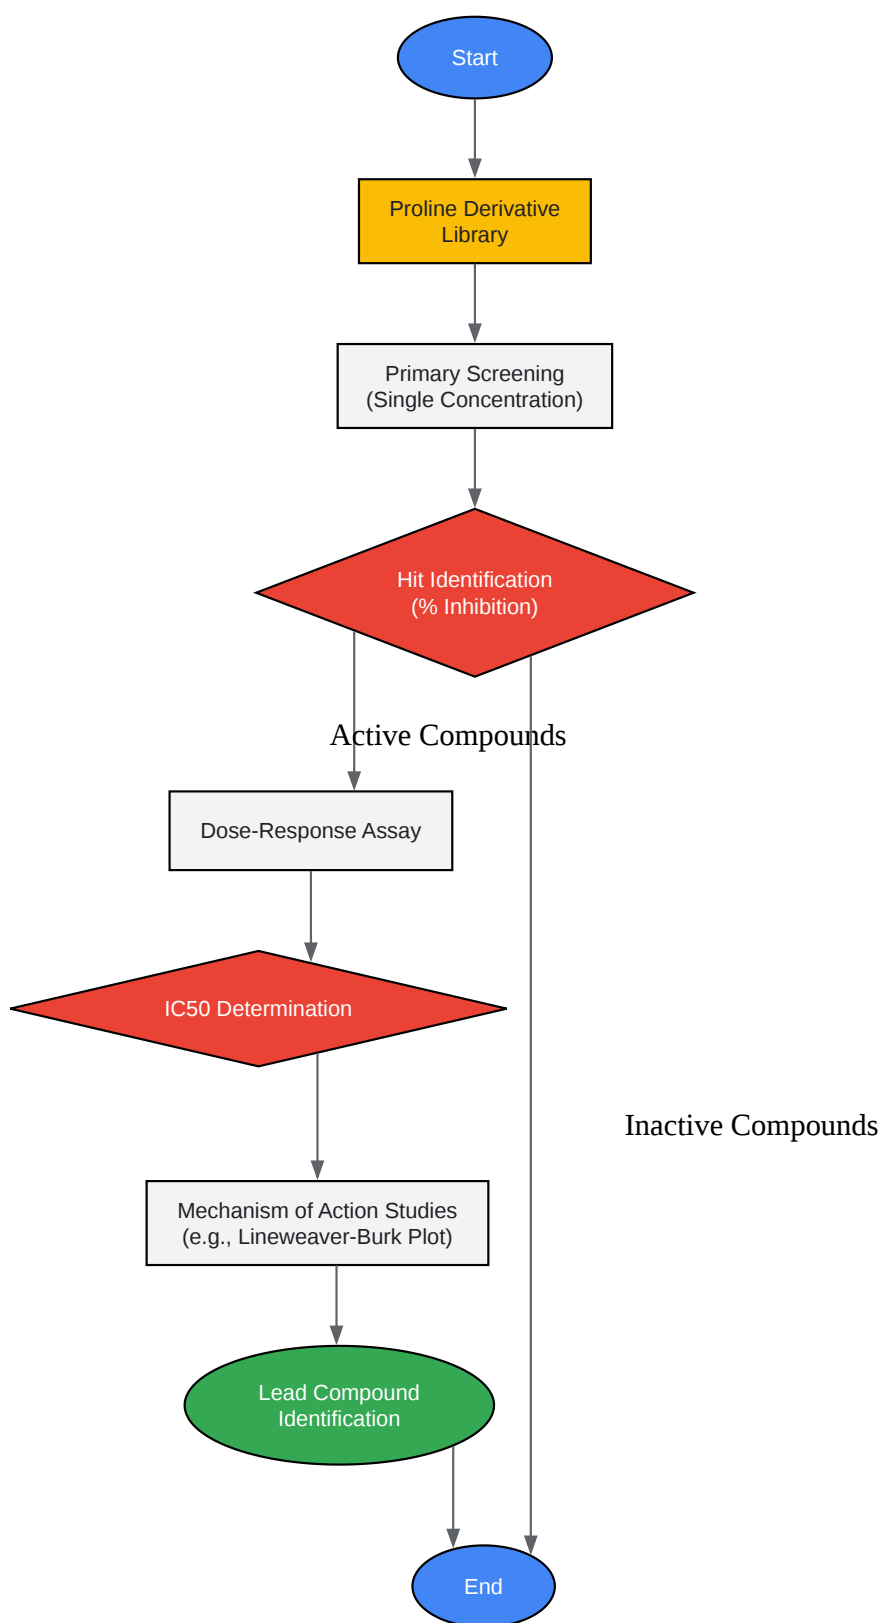 Start
Proline Derivative
Library
Primary Screening
(Single Concentration)
Hit Identification
(% Inhibition)
Active Compounds
Dose-Response Assay
IC50 Determination
Inactive Compounds
Mechanism of Action Studies
(e.g., Lineweaver-Burk Plot)
Lead Compound
Identification
End